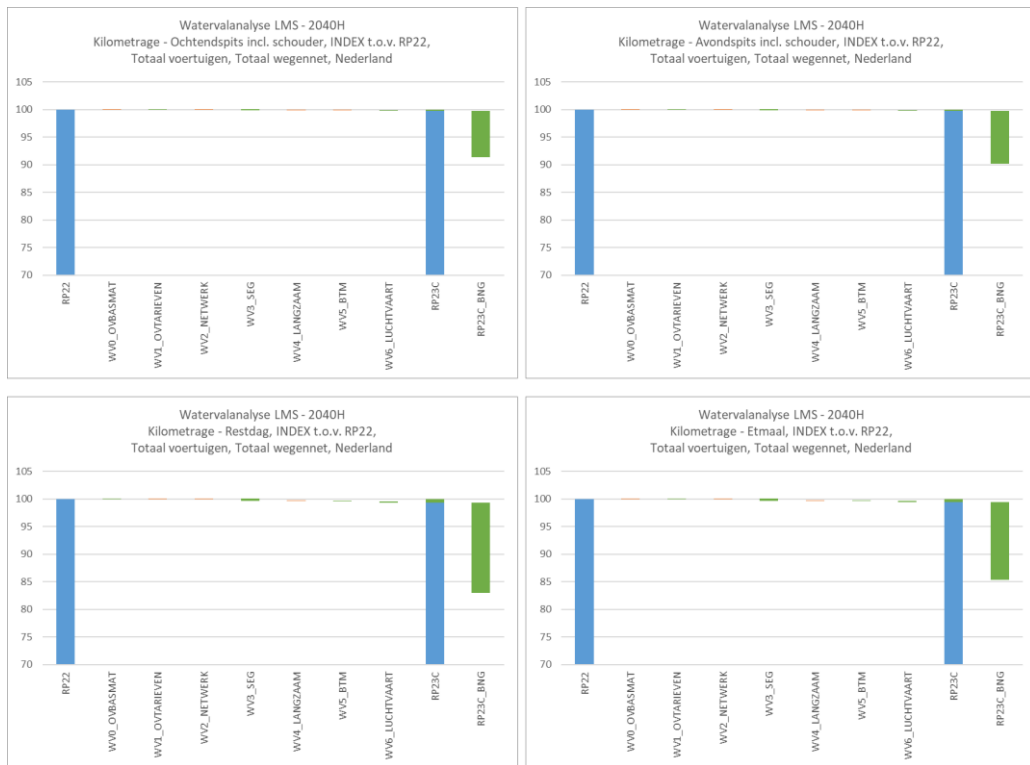 Watervalanalyse LMS - 2040H
Kilometrage - Ochtendspits incl. schouder, INDEX t.o.v. RP22,
Totaal voertuigen, Totaal wegennet, Nederland
105
100
95
90
85
80
75
70
RP22
WV0_OVBASMAT
WV1_OVTARIEVEN
WV2_NETWERK
WV3_SEG
WV4_LANGZAAM
WV5_BTM
WV6_LUCHTVAART
RP23C
RP23C_BNG
Watervalanalyse LMS - 2040H
Kilometrage - Avondspits incl. schouder, INDEX t.o.v. RP22,
Totaal voertuigen, Totaal wegennet, Nederland
105
100
95
90
85
80
75
70
RP22
WV0_OVBASMAT
WV1_OVTARIEVEN
WV2_NETWERK
WV3_SEG
WV4_LANGZAAM
WV5_BTM
WV6_LUCHTVAART
RP23C
RP23C_BNG
Watervalanalyse LMS - 2040H
Kilometrage - Restdag, INDEX t.o.v. RP22,
Totaal voertuigen, Totaal wegennet, Nederland
105
100
95
90
85
80
75
70
RP22
WV0_OVBASMAT
WV1_OVTARIEVEN
WV2_NETWERK
WV3_SEG
WV4_LANGZAAM
WV5_BTM
WV6_LUCHTVAART
RP23C
RP23C_BNG
Watervalanalyse LMS - 2040H
Kilometrage - Etmaal, INDEX t.o.v. RP22,
Totaal voertuigen, Totaal wegennet, Nederland
105
100
95
90
85
80
75
70
RP22
WV0_OVBASMAT
WV1_OVTARIEVEN
WV2_NETWERK
WV3_SEG
WV4_LANGZAAM
WV5_BTM
WV6_LUCHTVAART
RP23C
RP23C_BNG